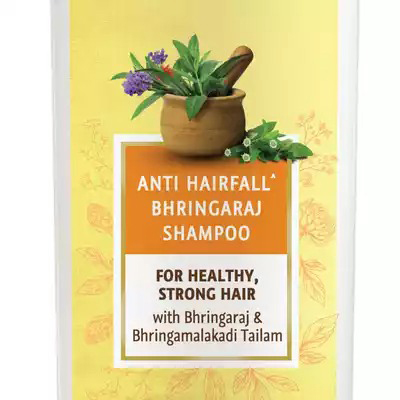 ANTI HAIRFALL^
BHRINGARAJ
SHAMPOO
FOR HEALTHY,
STRONG HAIR
with Bhringaraj &
Bhringamalakadi Tailam